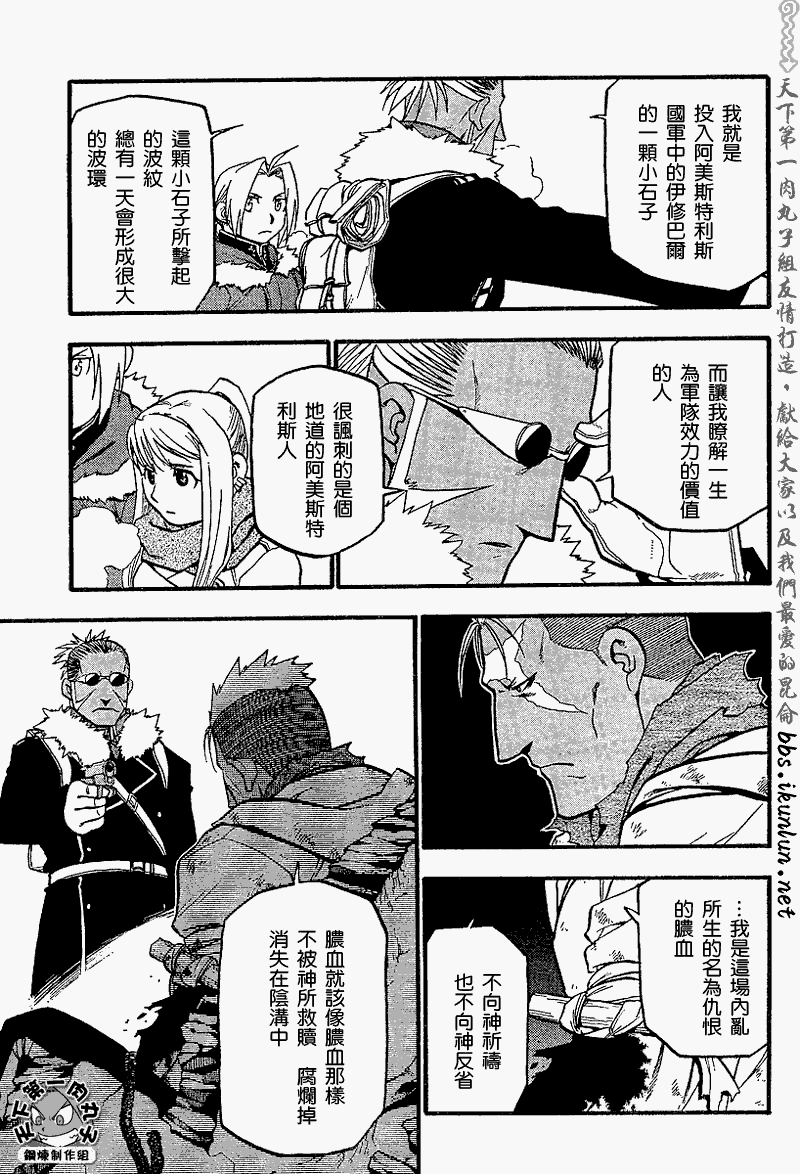 我就是
投入阿美斯特利斯
國軍中的伊修巴爾
的一顆小石子
這顆小石子所擊起
的波紋
總有一天會形成很大
的波環
而讓我瞭解一生
為軍隊效力的價值
的人
很諷刺的是個
地道的阿美斯特
利斯人
…我是這場內亂
所生的名為仇恨
的膿血
不向神祈禱
也不向神反省
膿血就該像膿血那樣
不被神所救贖 腐爛掉
消失在陰溝中
天下第一肉丸子組友情打造，獻給大家以及我們最愛的昆侖 bbs.ikunlun.net
天下第一肉丸子
鋼煉制作組